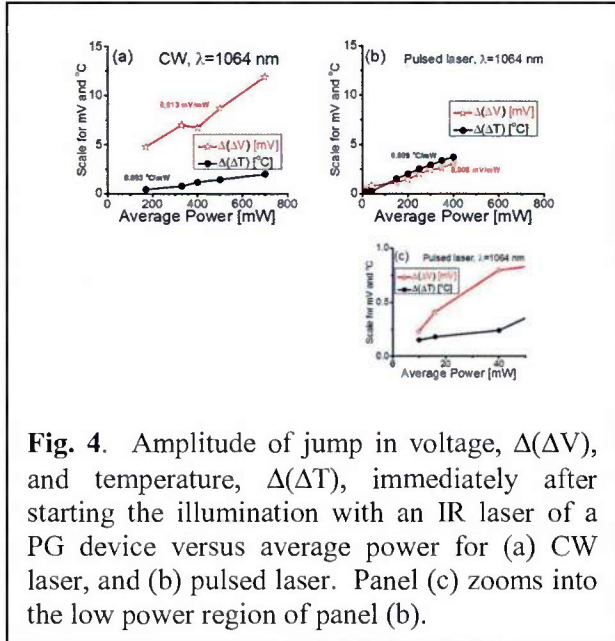 (a) CW, λ=1064 nm
Scale for mV and °C
15
10
5
0
0.013 mV/mW
Δ(ΔV) [mV]
Δ(ΔT) [°C]
0.003 °C/mW
0 200 400 600 800
Average Power [mW]
(b) Pulsed laser, λ=1064 nm
Scale for mV and °C
15
10
5
0
Δ(ΔV) [mV]
Δ(ΔT) [°C]
0.009 °C/mW
0.008 mV/mW
0 200 400 600 800
Average Power [mW]
(c) Pulsed laser, λ=1064 nm
Scale for mV and °C
1.0
0.5
0.0
Δ(ΔV) [mV]
Δ(ΔT) [°C]
20 40
Average Power [mW]
Fig. 4. Amplitude of jump in voltage, Δ(ΔV),
and temperature, Δ(ΔT), immediately after
starting the illumination with an IR laser of a
PG device versus average power for (a) CW
laser, and (b) pulsed laser. Panel (c) zooms into
the low power region of panel (b).